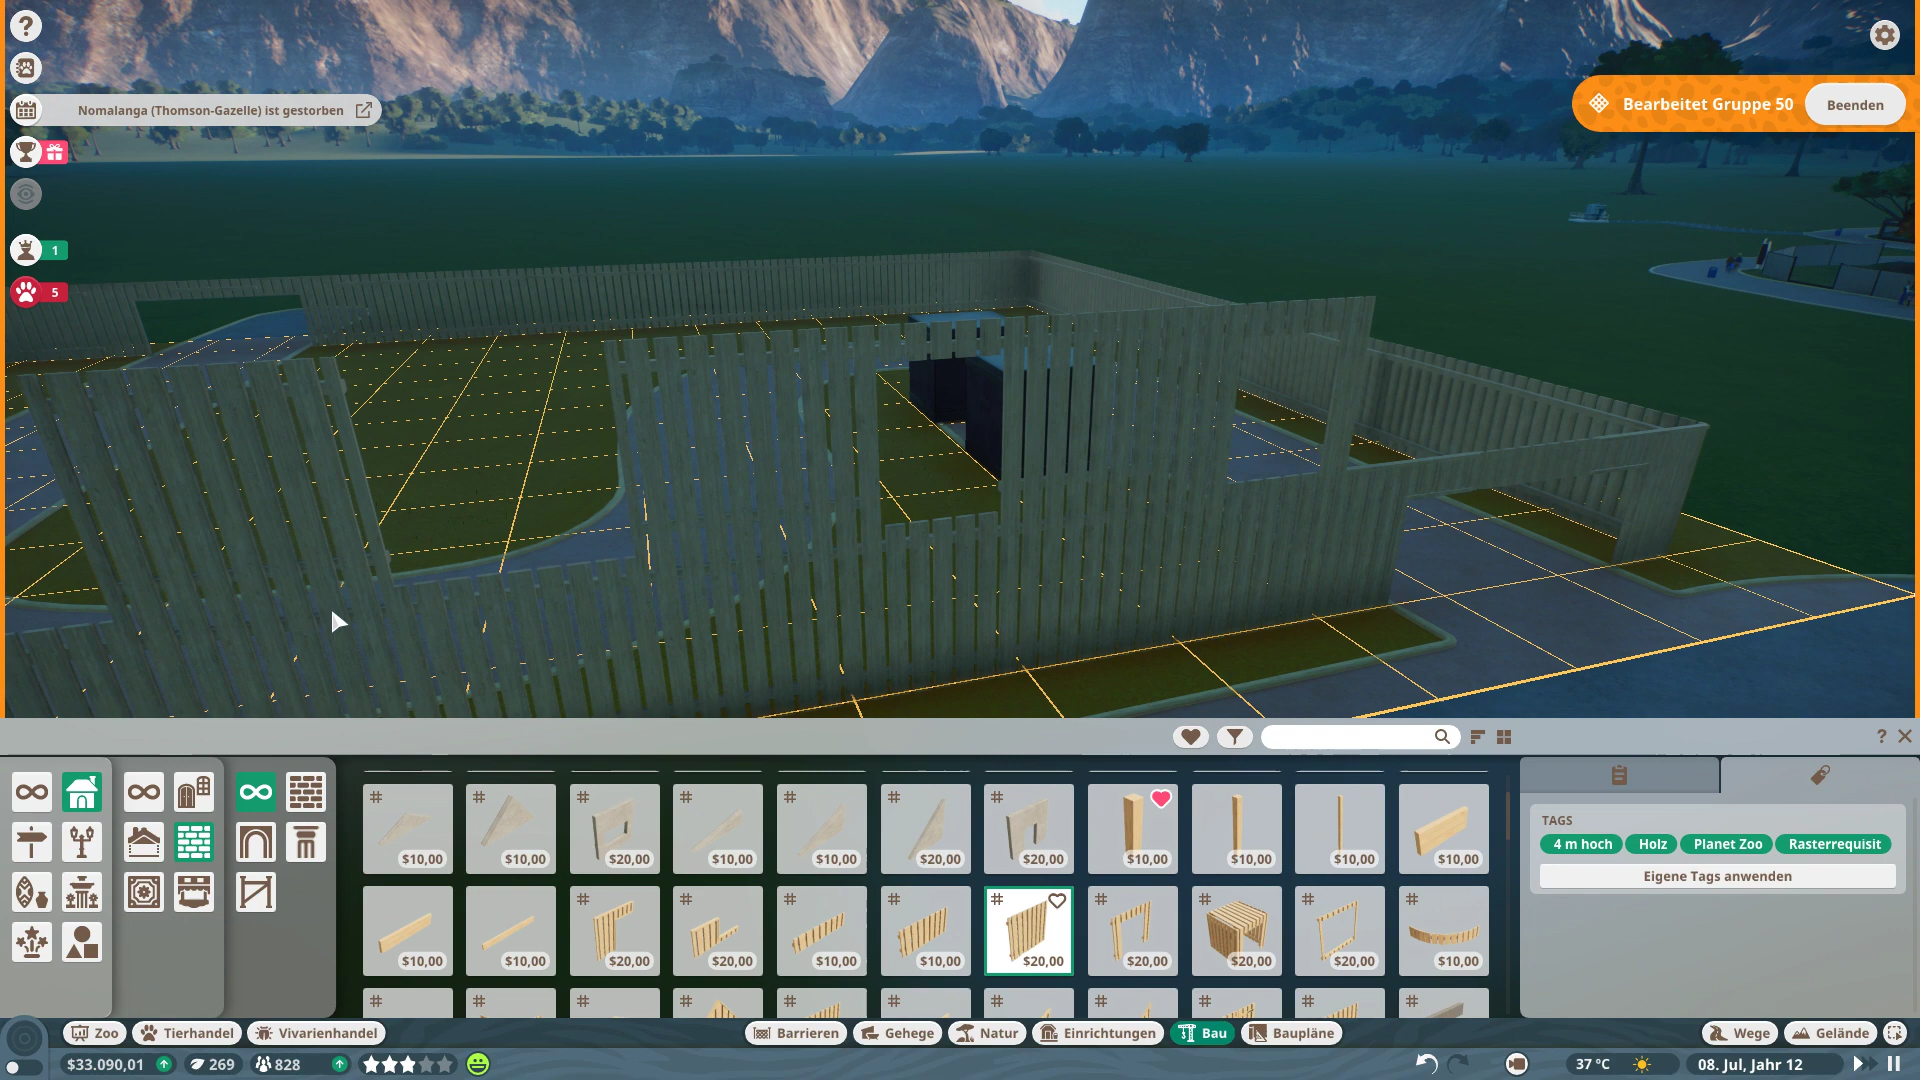 ?
Nomalanga (Thomson-Gazelle) ist gestorben
Bearbeitet Gruppe 50
Beenden
1
5
?
$10,00 $10,00 $20,00 $10,00 $10,00 $20,00 $20,00 $10,00 $10,00 $10,00 $10,00
$10,00 $10,00 $20,00 $20,00 $10,00 $10,00 $20,00 $20,00 $20,00 $20,00 $10,00
TAGS
4 m hoch Holz Planet Zoo Rasterrequisit
Eigene Tags anwenden
Zoo Tierhandel Vivarienhandel Barrieren Gehege Natur Einrichtungen Bau Baupläne Wege Gelände
$33.090,01 269 828 37 °C 08. Jul, Jahr 12